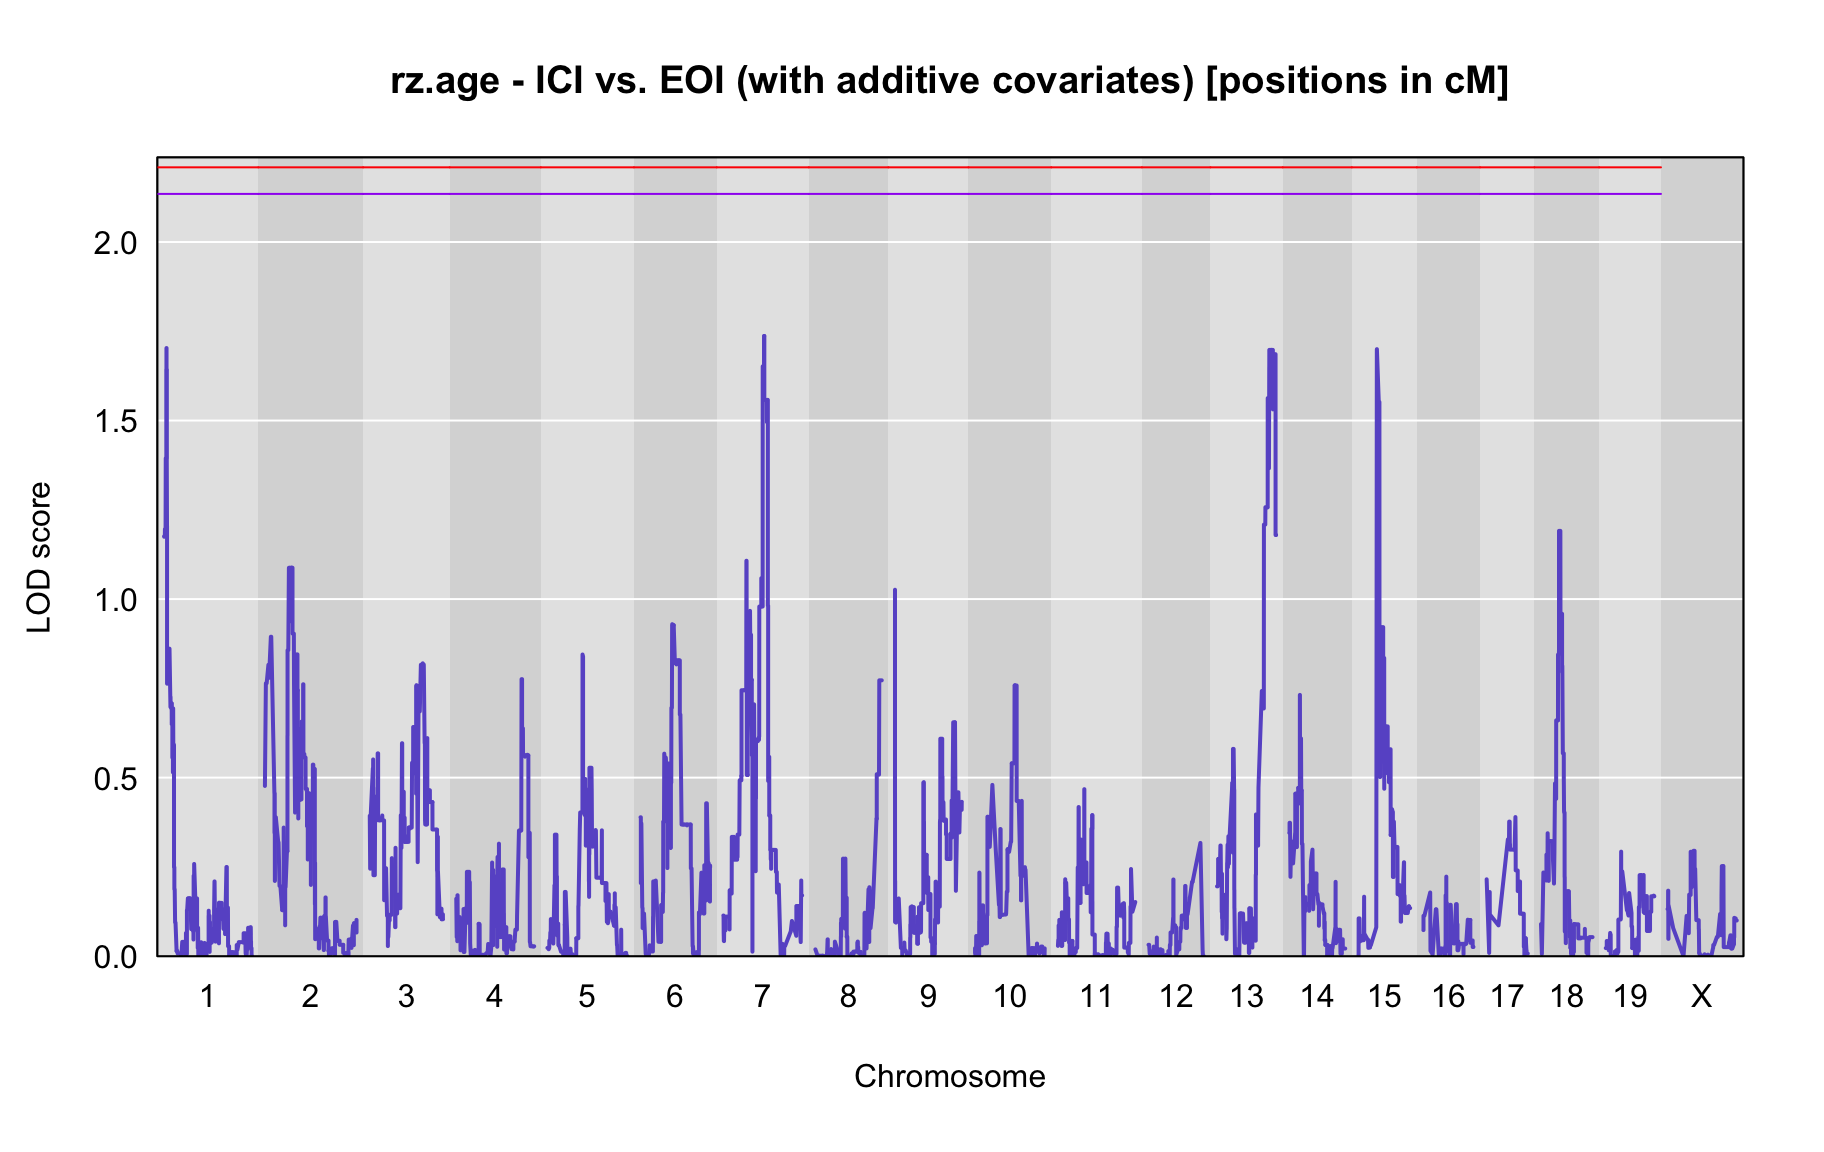 rz.age - ICI vs. EOI (with additive covariates) [positions in cM]
LOD score
2.0
1.5
1.0
0.5
0.0
1 2 3 4 5 6 7 8 9 10 11 12 13 14 15 16 17 18 19 X
Chromosome